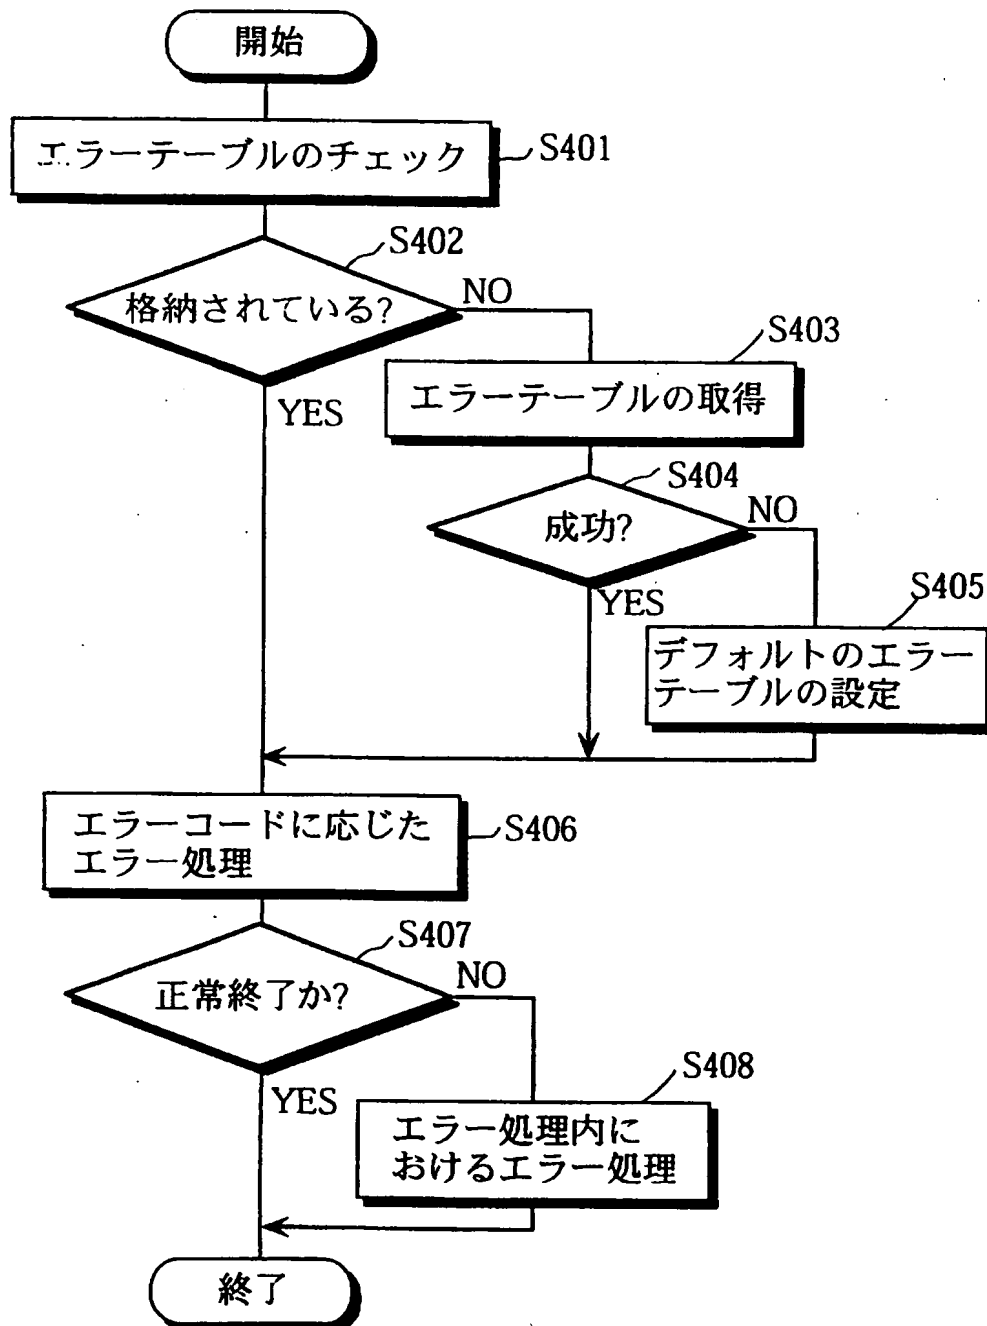 開始
エラーテーブルのチェック
S401
S402
格納されている?
NO
YES
S403
エラーテーブルの取得
S404
成功?
NO
YES
S405
デフォルトのエラー
テーブルの設定
エラーコードに応じた
エラー処理
S406
S407
正常終了か?
NO
YES
S408
エラー処理内に
おけるエラー処理
終了